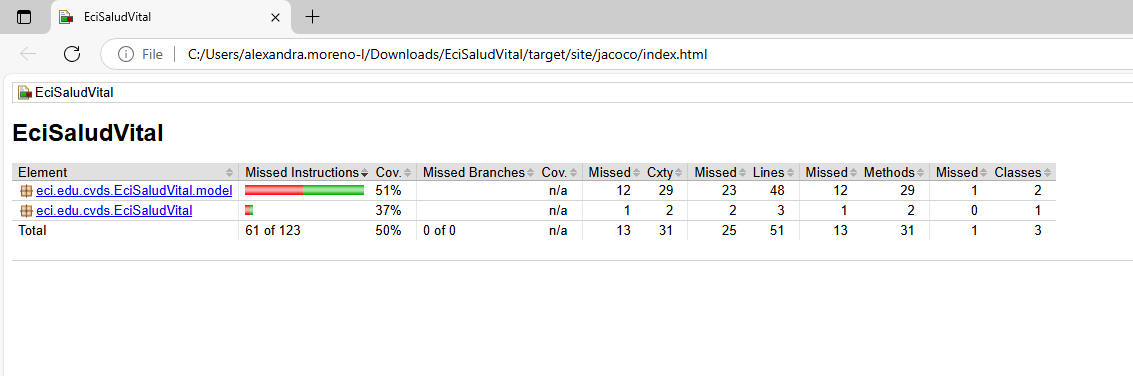 EciSaludVital
File C:/Users/alexandra.moreno-l/Downloads/EciSaludVital/target/site/jacoco/index.html
EciSaludVital
EciSaludVital
Element Missed Instructions Cov. Missed Branches Cov. Missed Cxty Missed Lines Missed Methods Missed Classes
eci.edu.cvds.EciSaludVital.model 51% n/a 12 29 23 48 12 29 1 2
eci.edu.cvds.EciSaludVital 37% n/a 1 2 2 3 1 2 0 1
Total 61 of 123 50% 0 of 0 n/a 13 31 25 51 13 31 1 3